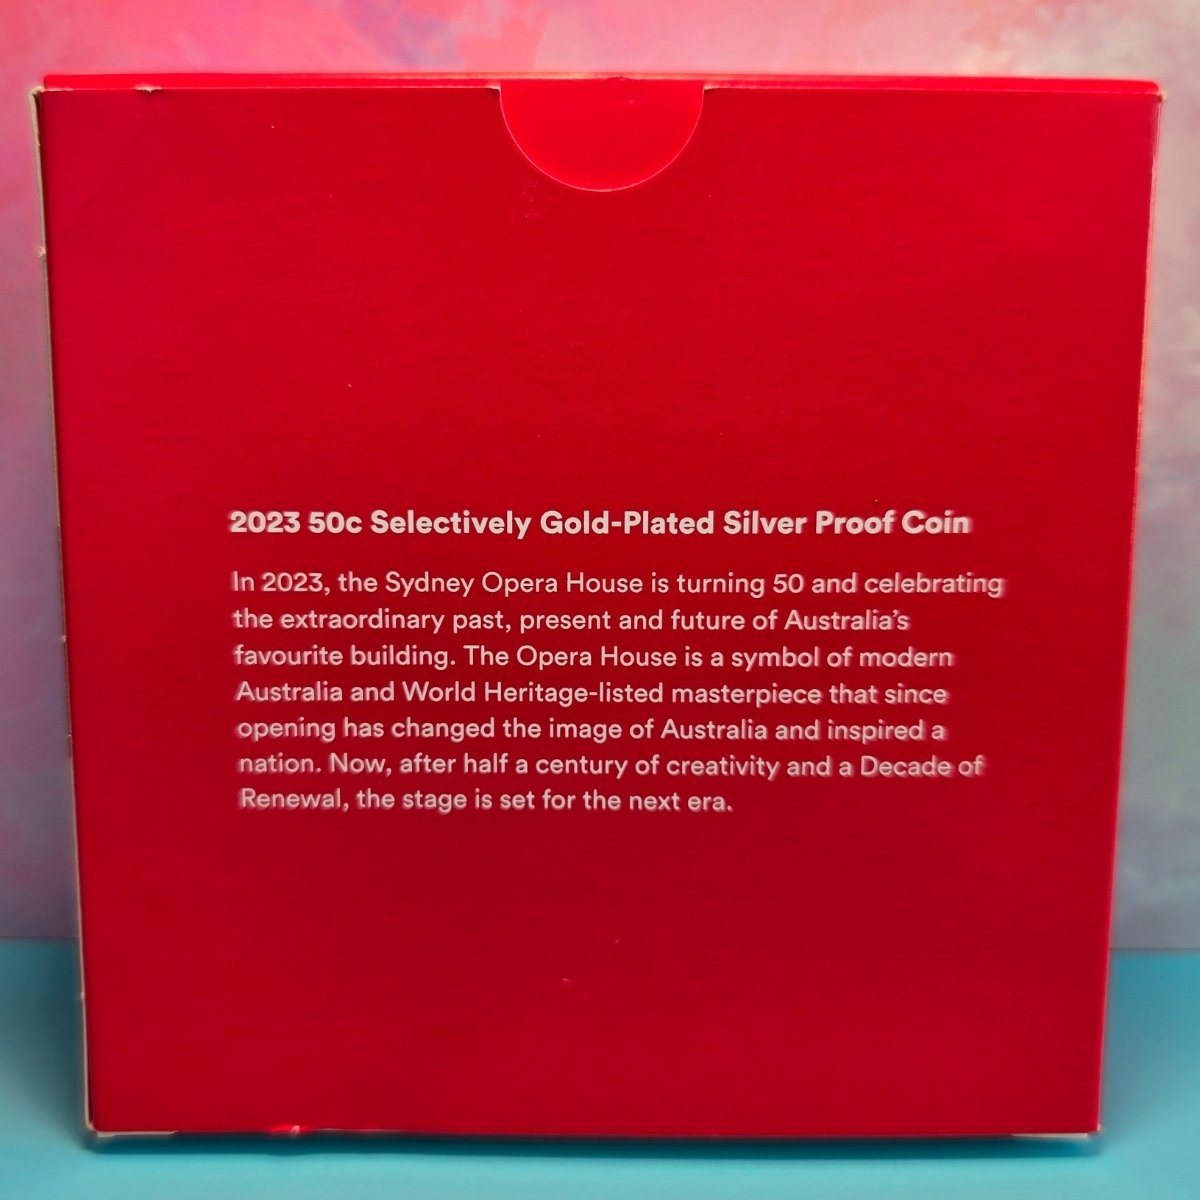 2023 50c Selectively Gold-Plated Silver Proof Coin
In 2023, the Sydney Opera House is turning 50 and celebrating
the extraordinary past, present and future of Australia’s
favourite building. The Opera House is a symbol of modern
Australia and World Heritage-listed masterpiece that since
opening has changed the image of Australia and inspired a
nation. Now, after half a century of creativity and a Decade of
Renewal, the stage is set for the next era.